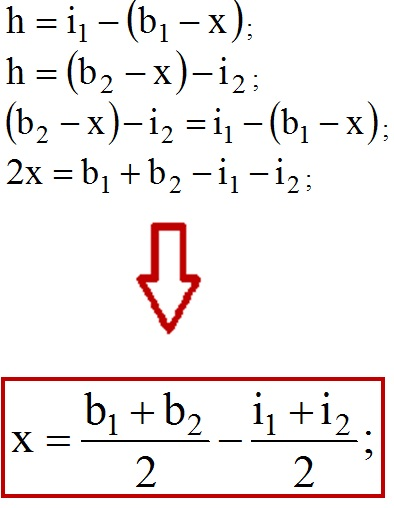 h = i₁ − (b₁ − x);
h = (b₂ − x) − i₂;
(b₂ − x) − i₂ = i₁ − (b₁ − x);
2x = b₁ + b₂ − i₁ − i₂;
x = (b₁ + b₂)/2 − (i₁ + i₂)/2;